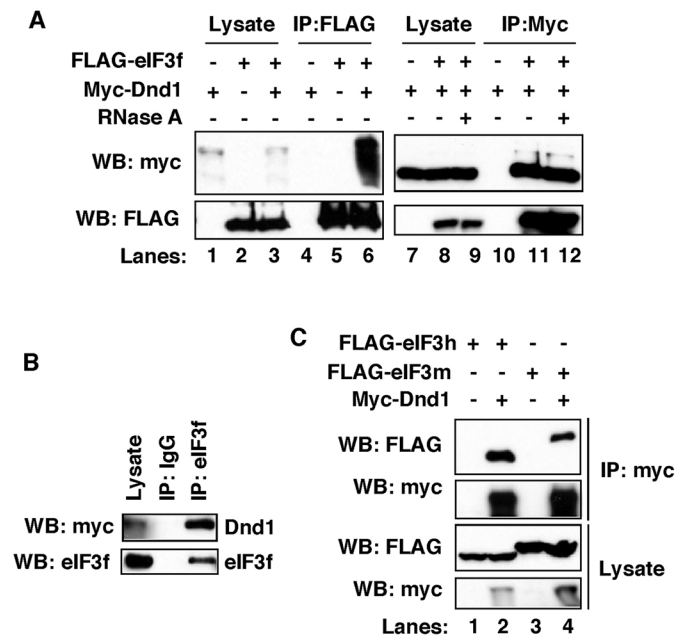 A
Lysate IP:FLAG Lysate IP:Myc
FLAG-eIF3f - + + - + + - + + - + +
Myc-Dnd1 + - + + - + + + + + + +
RNase A - - - - - - - - + - - +
WB: myc
WB: FLAG
Lanes: 1 2 3 4 5 6 7 8 9 10 11 12
B
Lysate
IP: IgG
IP: eIF3f
WB: myc Dnd1
WB: eIF3f eIF3f
C
FLAG-eIF3h + + - -
FLAG-eIF3m - - + +
Myc-Dnd1 - + - +
WB: FLAG
WB: myc
IP: myc
WB: FLAG
WB: myc
Lysate
Lanes: 1 2 3 4